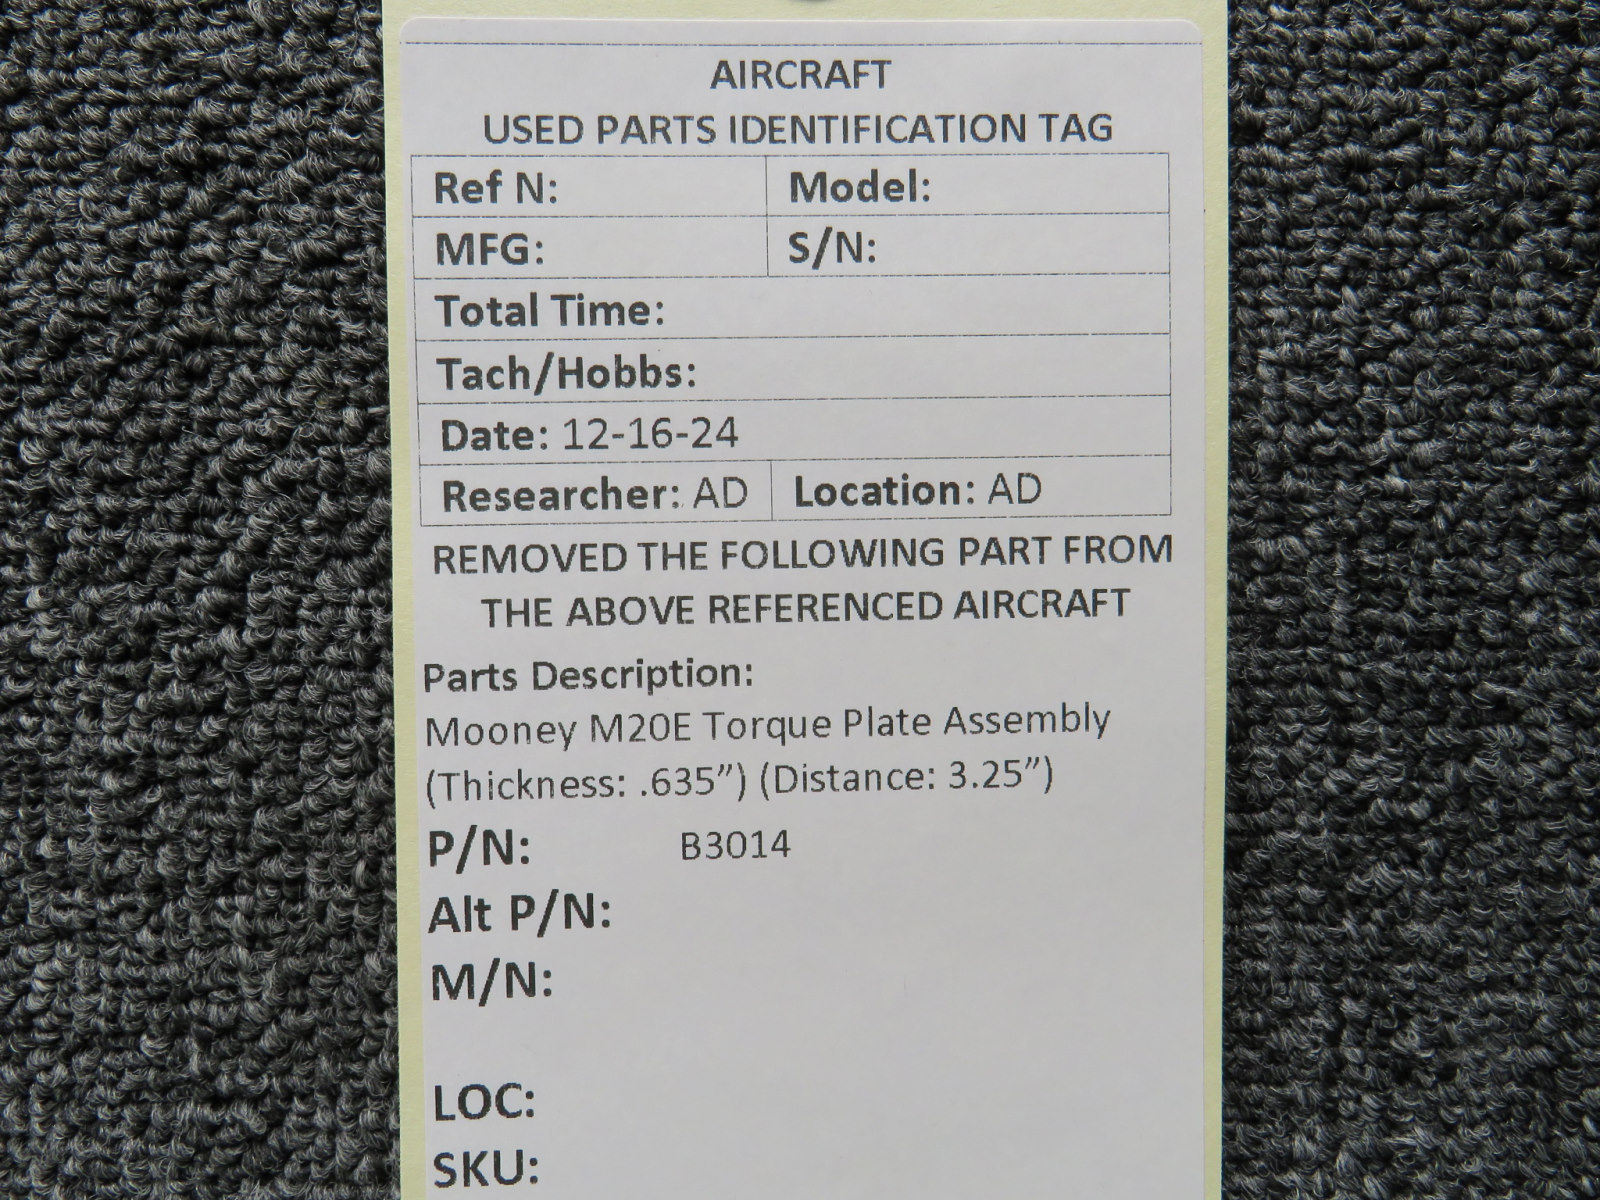 AIRCRAFT
USED PARTS IDENTIFICATION TAG
Ref N: Model:
MFG: S/N:
Total Time:
Tach/Hobbs:
Date: 12-16-24
Researcher: AD Location: AD
REMOVED THE FOLLOWING PART FROM
THE ABOVE REFERENCED AIRCRAFT
Parts Description:
Mooney M20E Torque Plate Assembly
(Thickness: .635”) (Distance: 3.25”)
P/N: B3014
Alt P/N:
M/N:
LOC:
SKU: